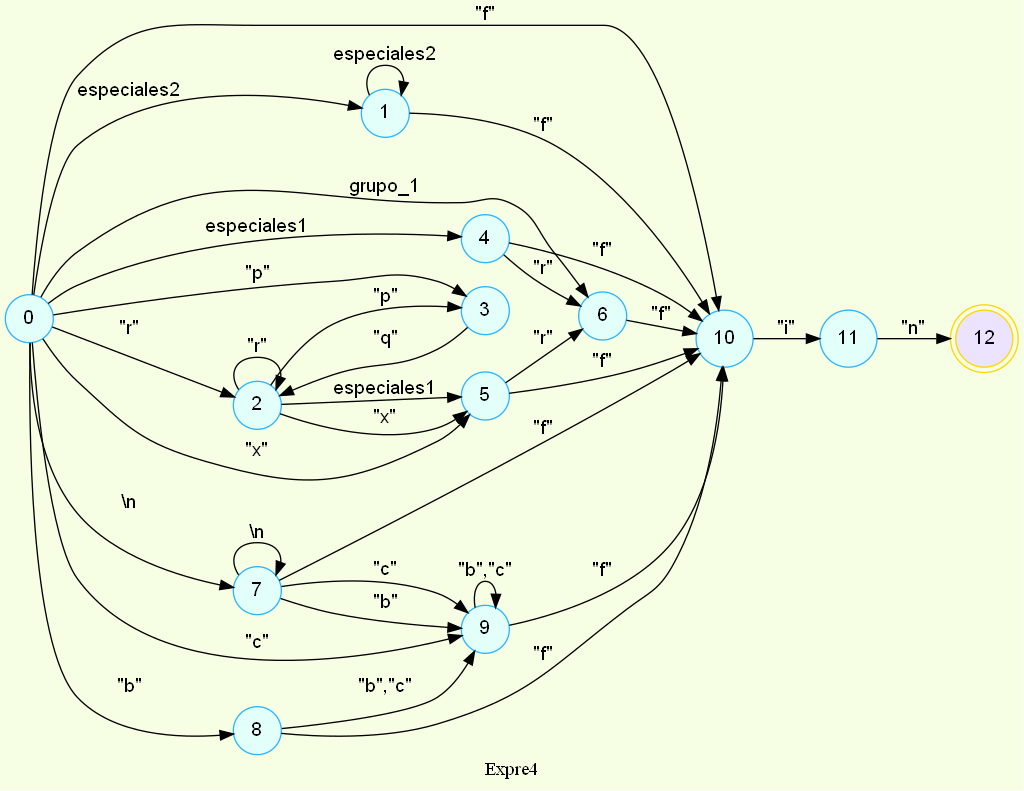 "f"
especiales2
especiales2
1
"f"
grupo_1
especiales1
4
"f"
"r"
"p"
"p"
3
0
"r"
"q"
6
"f"
"r"
10
"i"
11
"n"
12
"r"
especiales1
"f"
2
5
"x"
"x"
"f"
\n
\n
"c"
"f"
"b","c"
7
"b"
9
"c"
"f"
"b"
"b","c"
8
Expre4